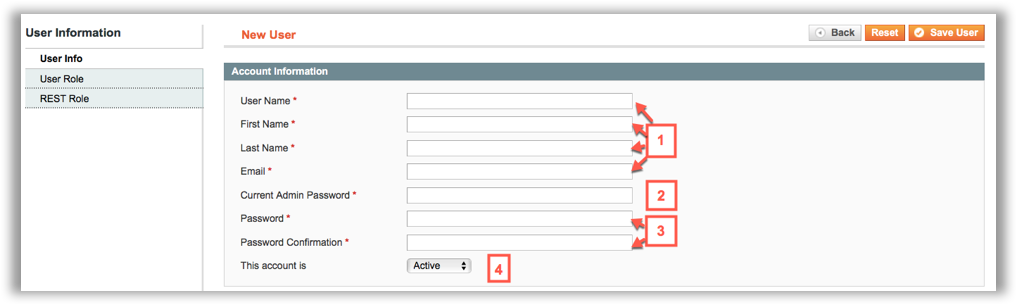 User Information
User Info
User Role
REST Role
New User
Back
Reset
Save User
Account Information
User Name *
First Name *
Last Name *
1
Email *
Current Admin Password *
2
Password *
3
Password Confirmation *
This account is
Active
4